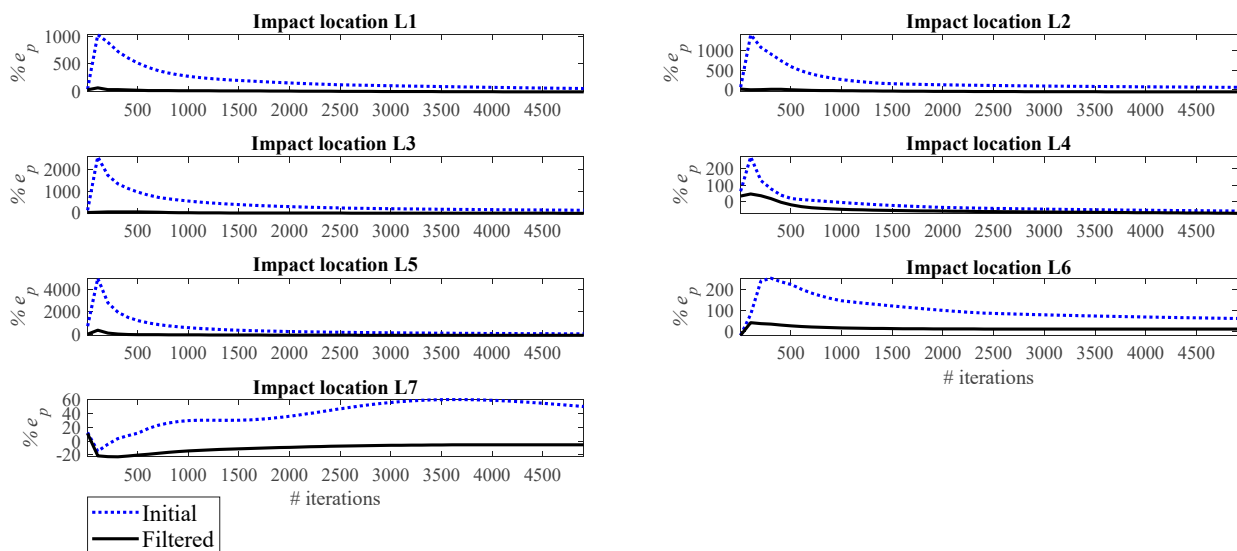 Impact location L1
1000
500
0
% e p
500 1000 1500 2000 2500 3000 3500 4000 4500
Impact location L2
1000
500
0
% e p
500 1000 1500 2000 2500 3000 3500 4000 4500
Impact location L3
2000
1000
0
% e p
500 1000 1500 2000 2500 3000 3500 4000 4500
Impact location L4
200
100
0
% e p
500 1000 1500 2000 2500 3000 3500 4000 4500
Impact location L5
4000
2000
0
% e p
500 1000 1500 2000 2500 3000 3500 4000 4500
Impact location L6
200
100
0
% e p
500 1000 1500 2000 2500 3000 3500 4000 4500
# iterations
Impact location L7
60
40
20
0
-20
% e p
500 1000 1500 2000 2500 3000 3500 4000 4500
# iterations
Initial
Filtered